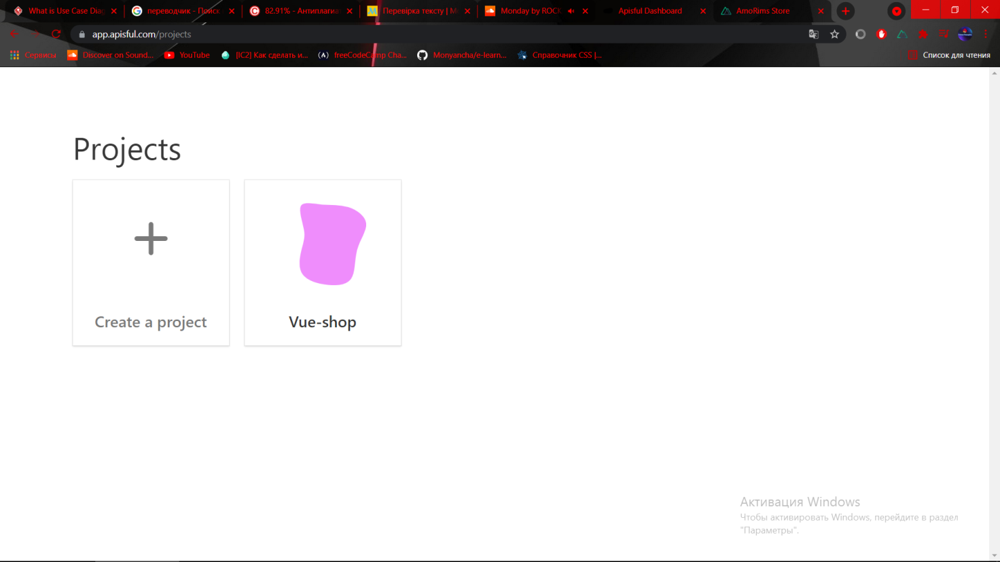 What is Use Case Diag
переводчик - Поиск
82.91% - Антиплагиат
Перевірка тексту | М
Monday by ROCK
Apisful Dashboard
AmoRims Store
app.apisful.com/projects
Сервисы
Discover on Sound...
YouTube
[IC2] Как сделать и...
freeCodeCamp Cha...
Monyancha/e-learn...
Справочник CSS |...
Список для чтения
Projects
Create a project
Vue-shop
Активация Windows
Чтобы активировать Windows, перейдите в раздел
"Параметры".